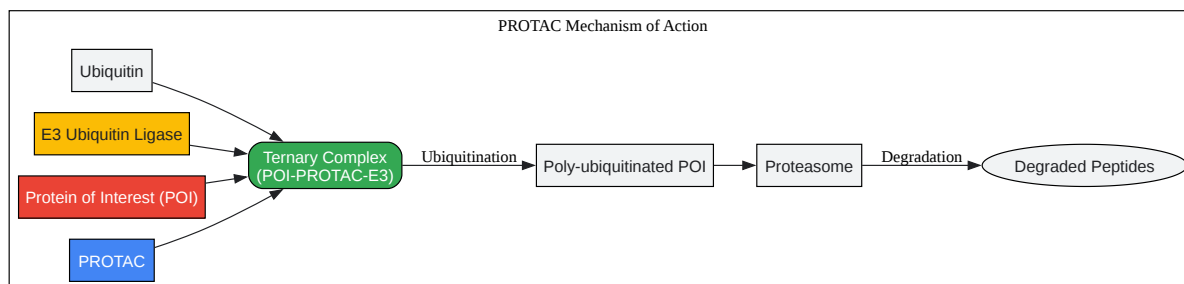 PROTAC Mechanism of Action
Ubiquitin
E3 Ubiquitin Ligase
Protein of Interest (POI)
PROTAC
Ternary Complex
(POI-PROTAC-E3)
Ubiquitination
Poly-ubiquitinated POI
Proteasome
Degradation
Degraded Peptides